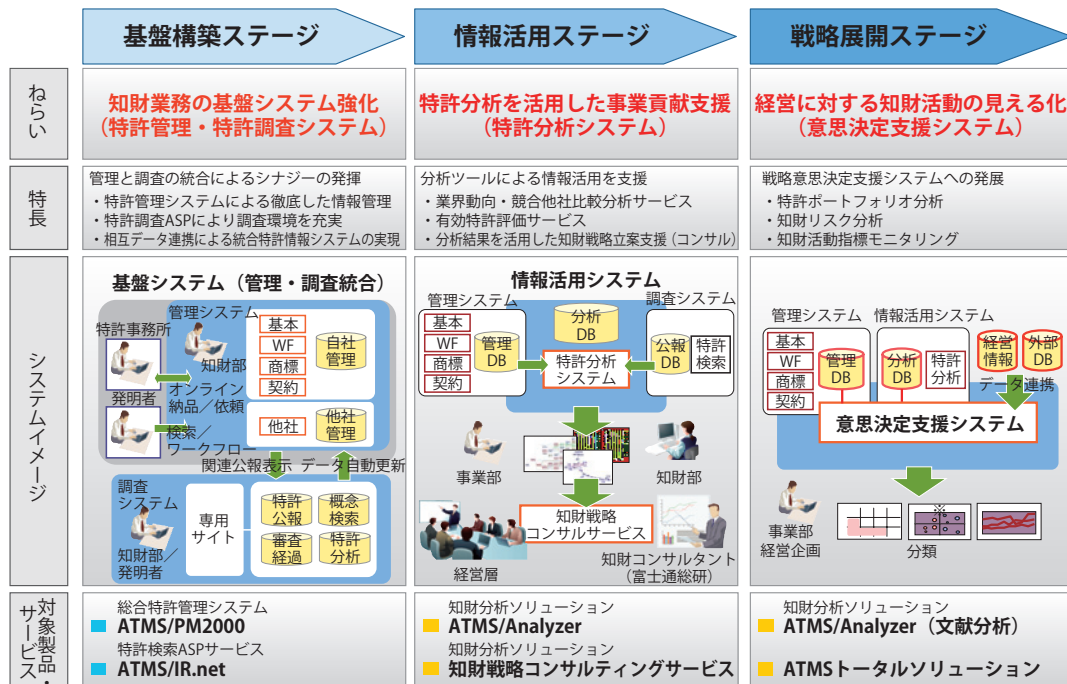 基盤構築ステージ
情報活用ステージ
戦略展開ステージ
ねらい
知財業務の基盤システム強化
（特許管理・特許調査システム）
特許分析を活用した事業貢献支援
（特許分析システム）
経営に対する知財活動の見える化
（意思決定支援システム）
特長
管理と調査の統合によるシナジーの発揮
・特許管理システムによる徹底した情報管理
・特許調査ASPにより調査環境を充実
・相互データ連携による統合特許情報システムの実現
分析ツールによる情報活用を支援
・業界動向・競合他社比較分析サービス
・有効特許評価サービス
・分析結果を活用した知財戦略立案支援（コンサル）
戦略意思決定支援システムへの発展
・特許ポートフォリオ分析
・知財リスク分析
・知財活動指標モニタリング
システムイメージ
基盤システム（管理・調査統合）
管理システム
特許事務所
知財部
オンライン
納品／依頼
発明者
検索／
ワークフロー
基本
WF
商標
契約
自社
管理
他社
他社
管理
関連公報表示
データ自動更新
調査
システム
知財部／
発明者
専用
サイト
特許
公報
概念
検索
審査
経過
特許
分析
情報活用システム
管理システム
調査システム
基本
WF
商標
契約
管理
DB
分析
DB
特許分析
システム
公報
DB
特許
検索
事業部
知財部
知財戦略
コンサルサービス
経営層
知財コンサルタント
（富士通総研）
管理システム
情報活用システム
基本
WF
商標
契約
管理
DB
分析
DB
特許
分析
経営
情報
外部
DB
データ連携
意思決定支援システム
事業部
経営企画
分類
対象製品・
サービス
総合特許管理システム
ATMS/PM2000
特許検索ASPサービス
ATMS/IR.net
知財分析ソリューション
ATMS/Analyzer
知財分析ソリューション
知財戦略コンサルティングサービス
知財分析ソリューション
ATMS/Analyzer（文献分析）
ATMSトータルソリューション